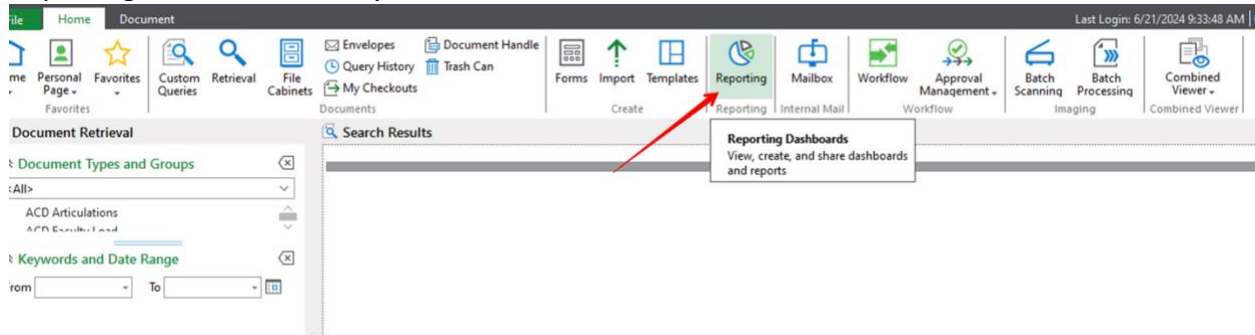 File Home Document Last Login: 6/21/2024 9:33:48 AM
Envelopes Document Handle
Query History Trash Can
My Checkouts
Personal Page Favorites Custom Queries Retrieval File Cabinets Forms Import Templates Reporting Mailbox Workflow Approval Management Batch Scanning Batch Processing Combined Viewer
Favorites Documents Create Reporting Internal Mail Workflow Imaging Combined Viewer
Document Retrieval Search Results
Reporting Dashboards
View, create, and share dashboards
and reports
Document Types and Groups
<All>
ACD Articulations
ACD Faculty Load
Keywords and Date Range
From To